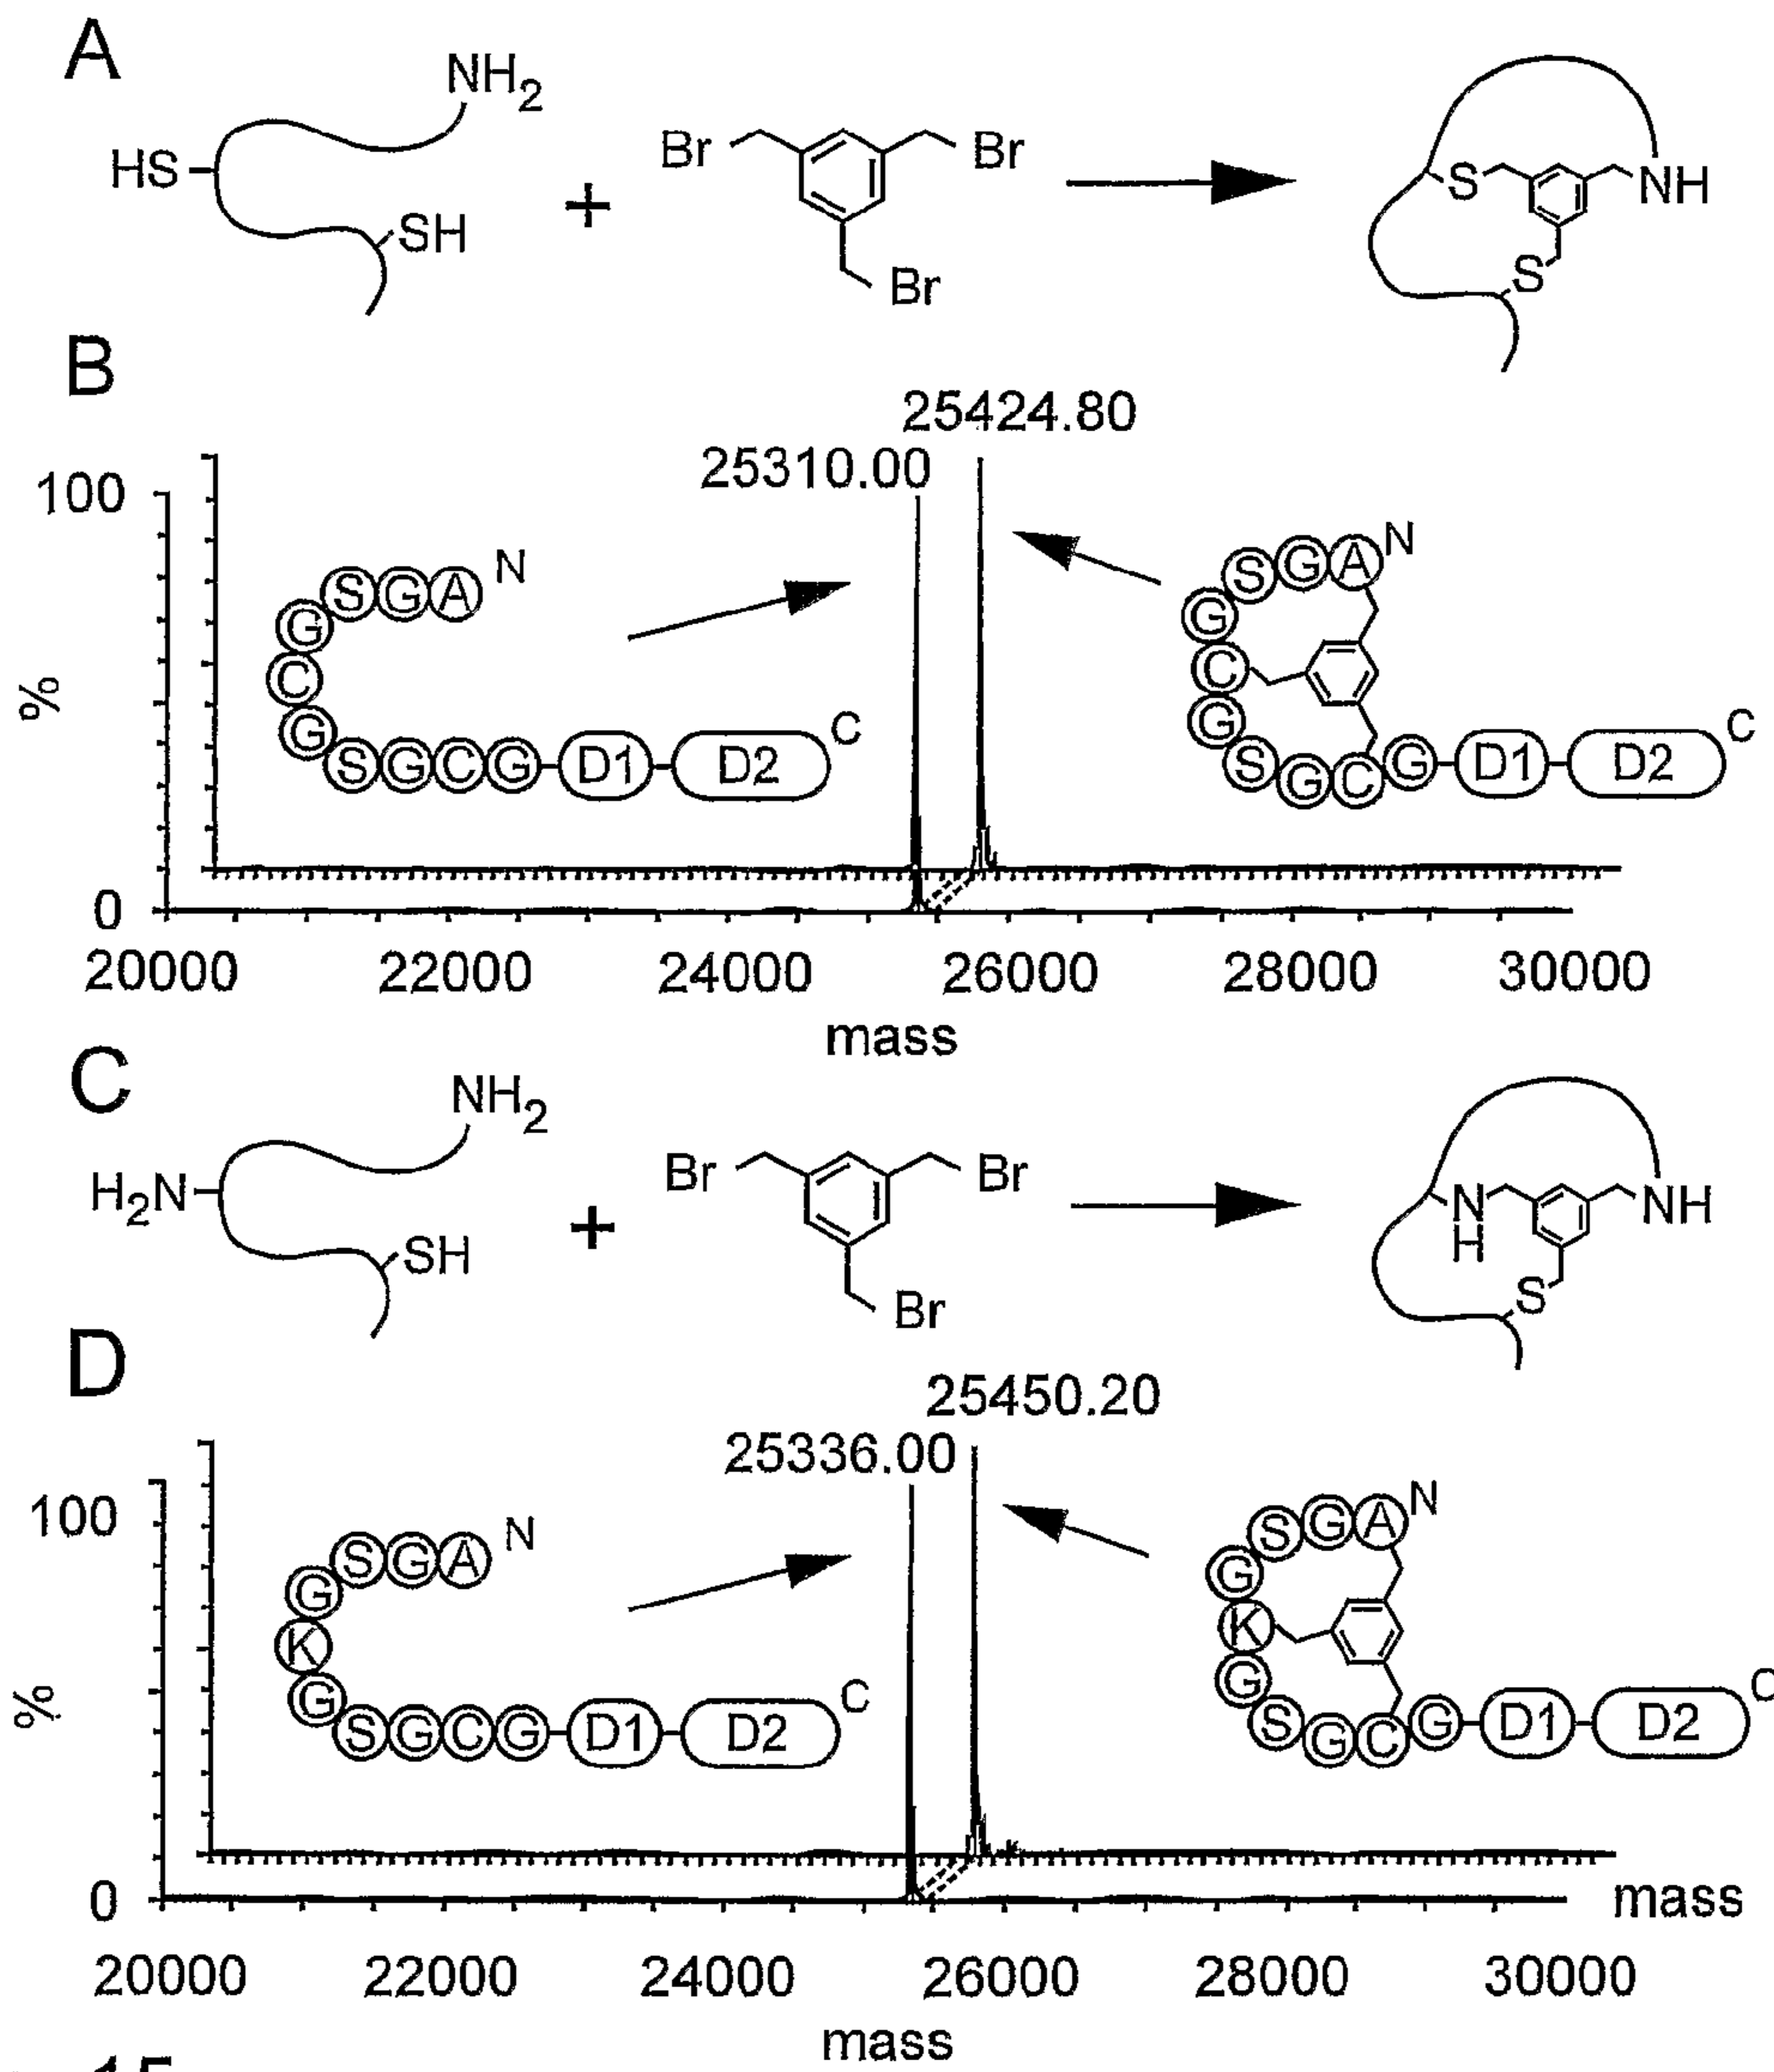 A
NH2
HS
SH
+
Br
Br
Br
S
NH
S
B
25424.80
25310.00
100
%
0
N
A G S G C G S G C G D1 D2
C
N
A G S G C G S G C G D1 D2
C
20000 22000 24000 26000 28000 30000
mass
C
NH2
H2N
SH
+
Br
Br
Br
N
H
NH
S
D
25450.20
25336.00
100
%
0
N
A G S G K G S G C G D1 D2
C
N
A G S G K G S G C G D1 D2
C
mass
20000 22000 24000 26000 28000 30000
mass